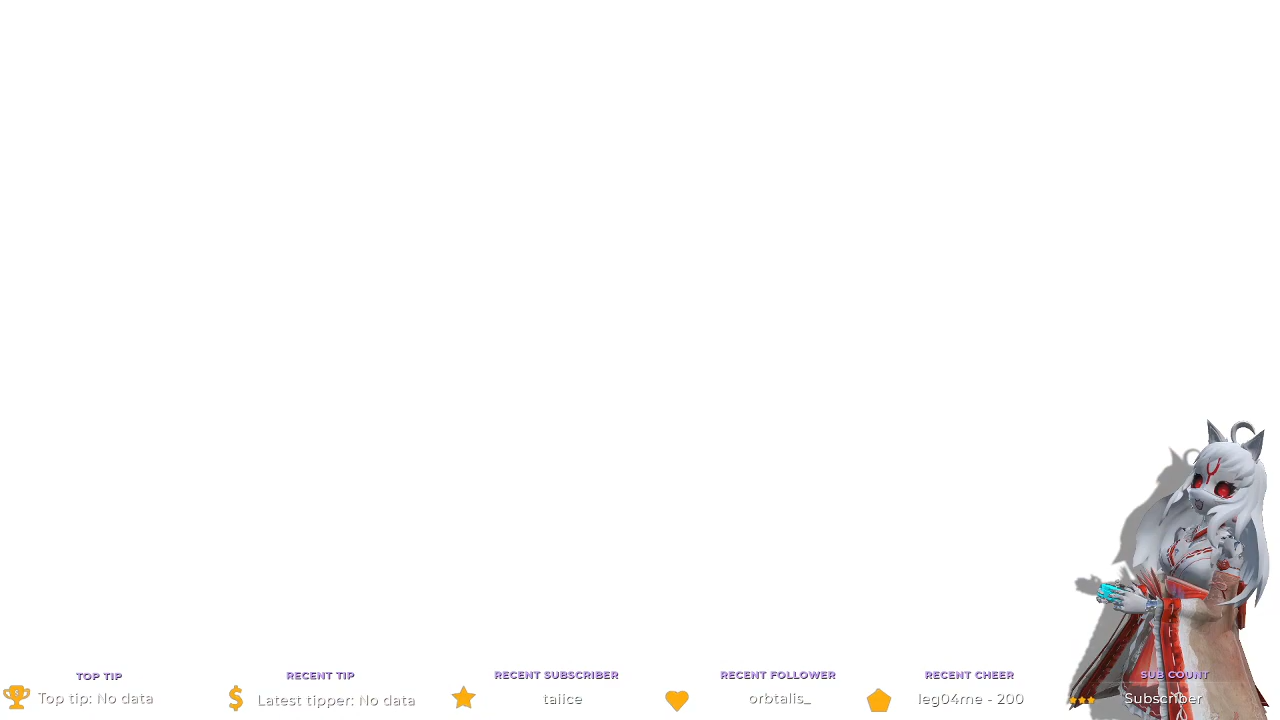 TOP TIP
Top tip: No data
RECENT TIP
Latest tipper: No data
RECENT SUBSCRIBER
taiice
RECENT FOLLOWER
orbtalis_
RECENT CHEER
leg04me - 200
SUB COUNT
Subscriber